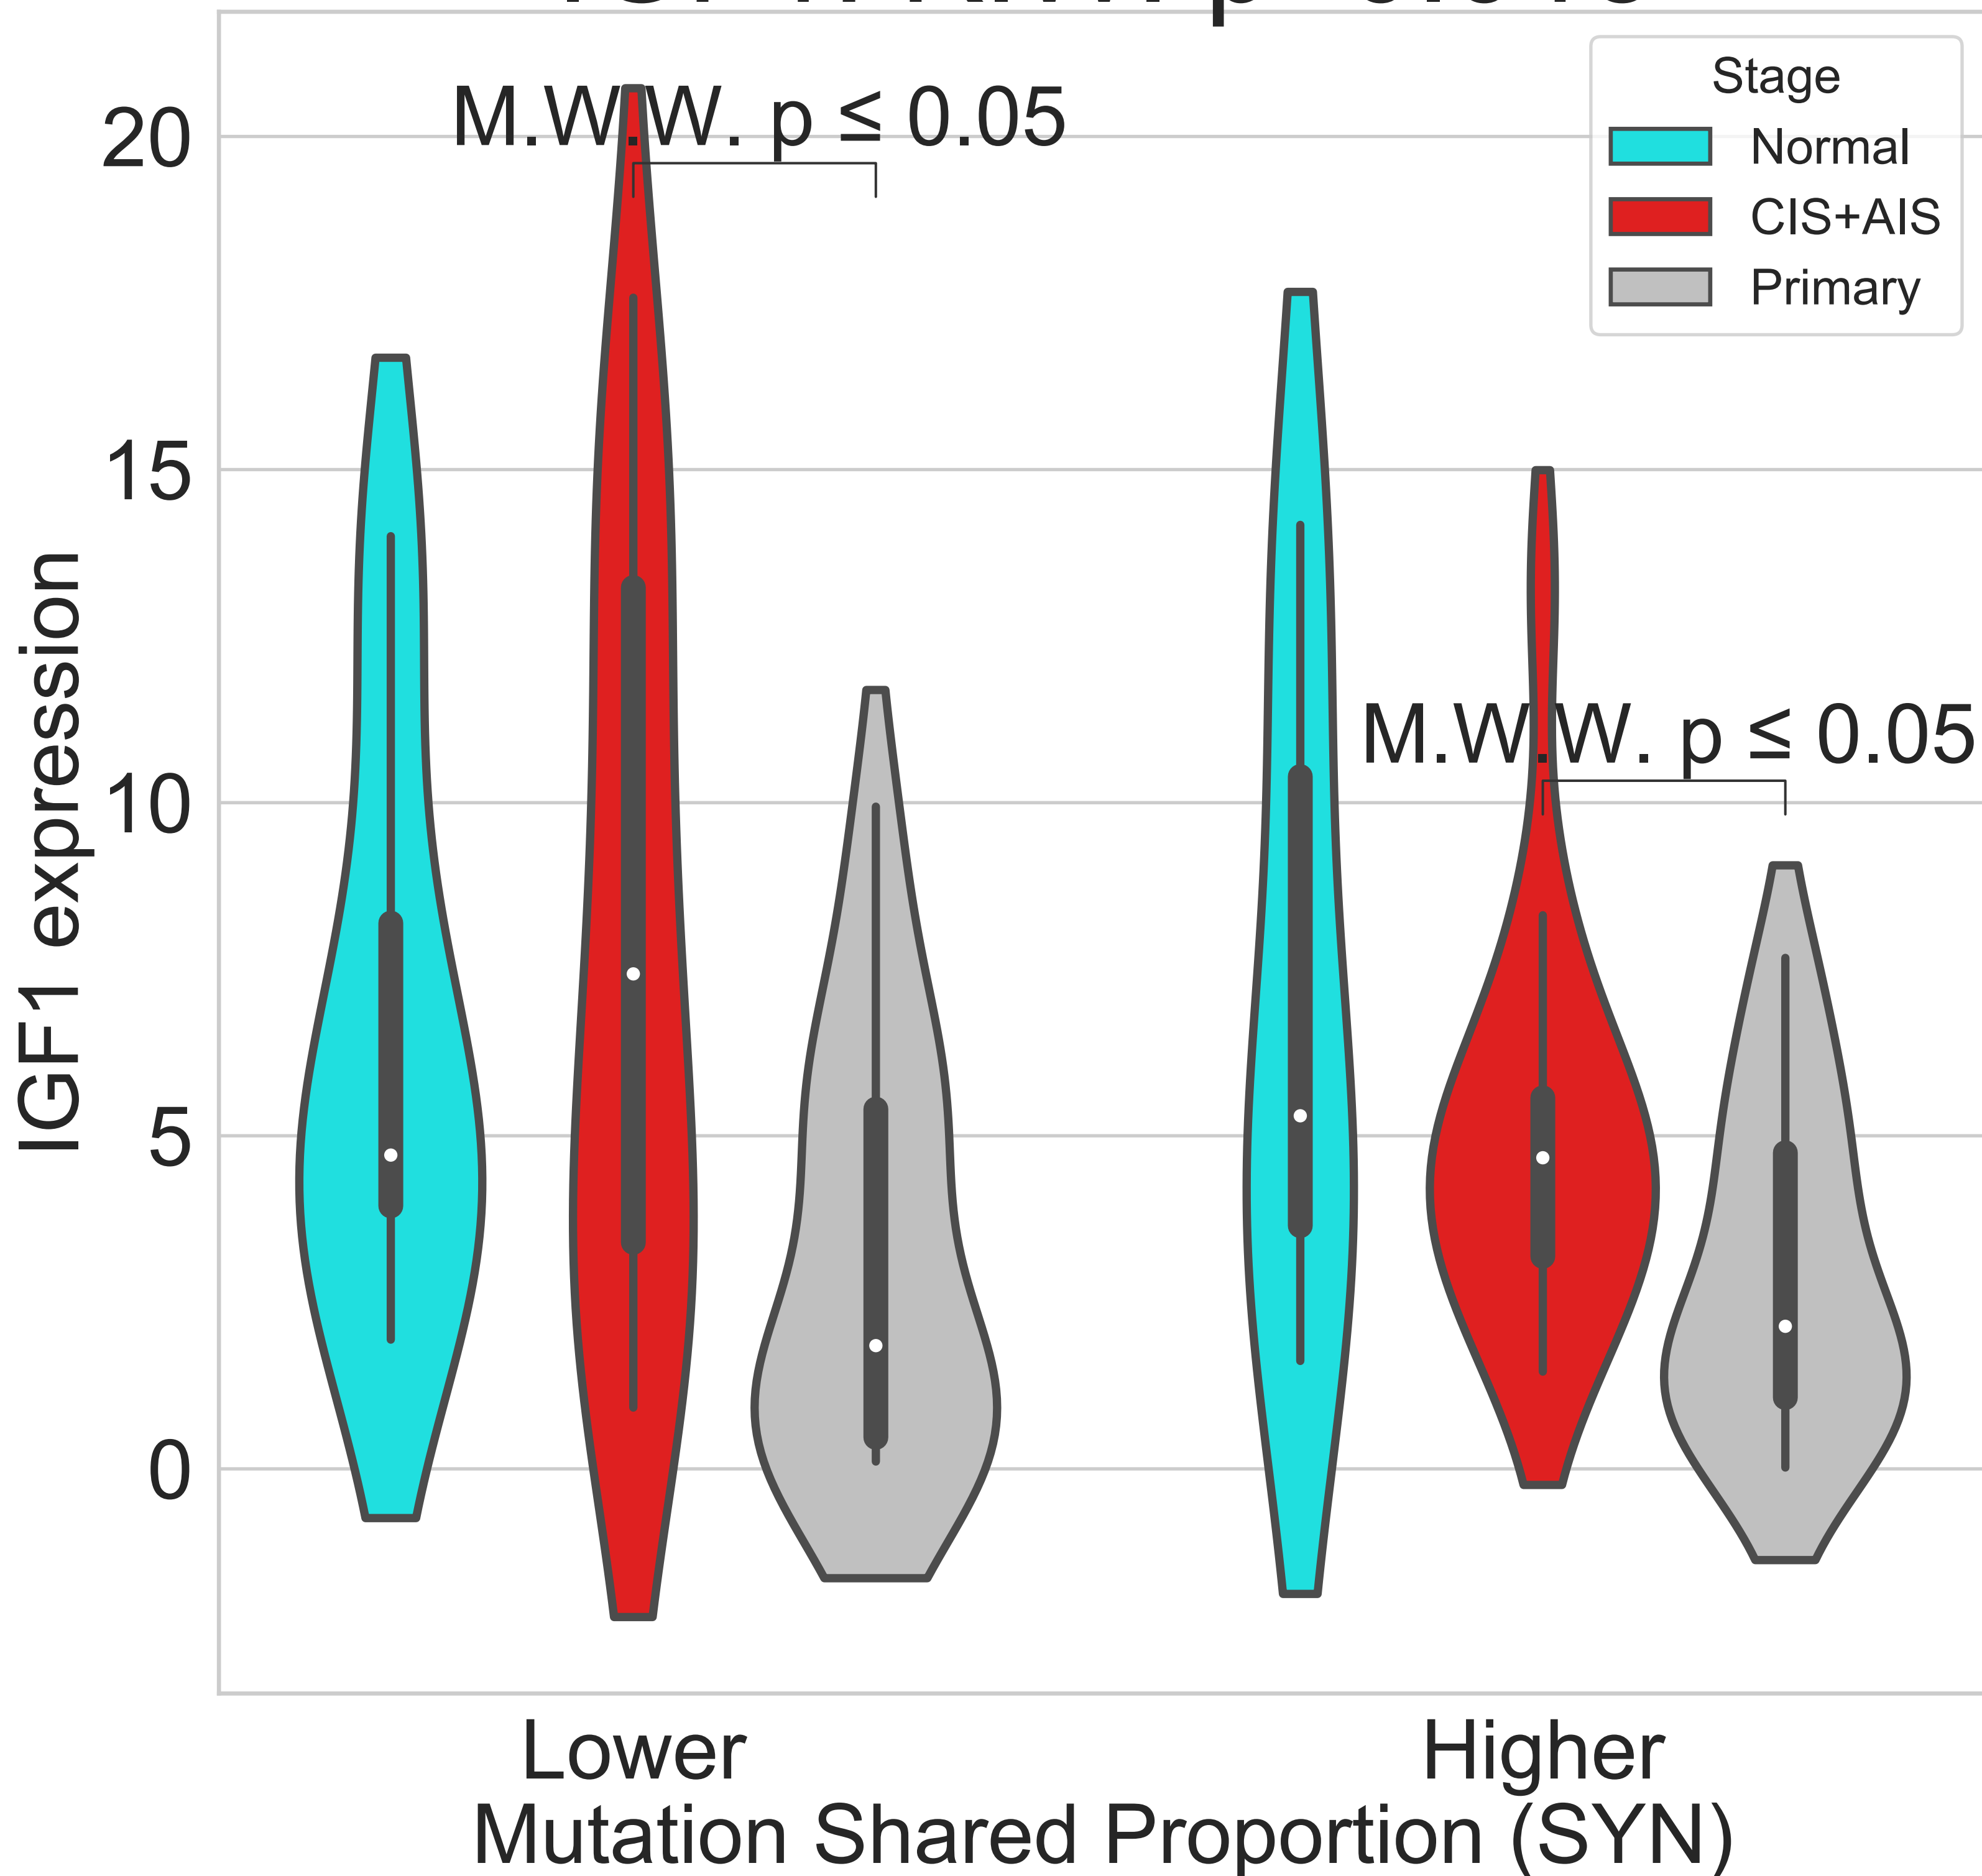 Stage
Normal
CIS+AIS
Primary
M.W.W. p ≤ 0.05
M.W.W. p ≤ 0.05
20
15
10
5
0
IGF1 expression
Lower
Higher
Mutation Shared Proportion (SYN)